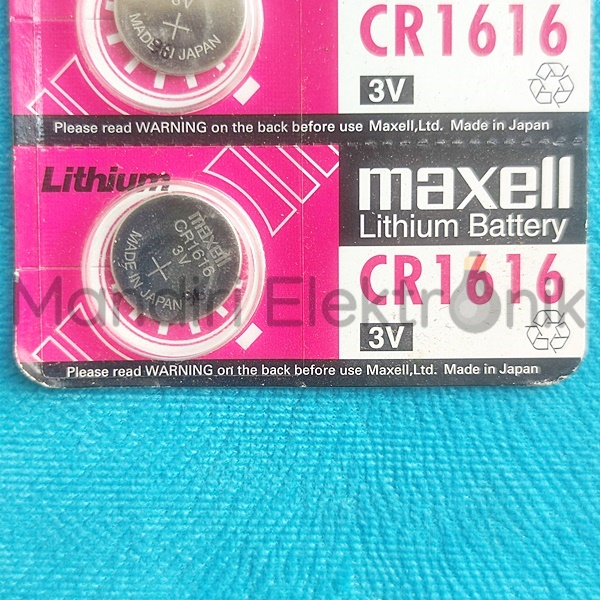 3V
MADE IN JAPAN
CR1616
3V
Please read WARNING on the back before use Maxell,Ltd. Made in Japan
Lithium
maxell
Lithium Battery
maxell
CR1616
3V
+
MADE IN JAPAN
CR1616
3V
Mandiri Elektronik
Please read WARNING on the back before use Maxell,Ltd. Made in Japan